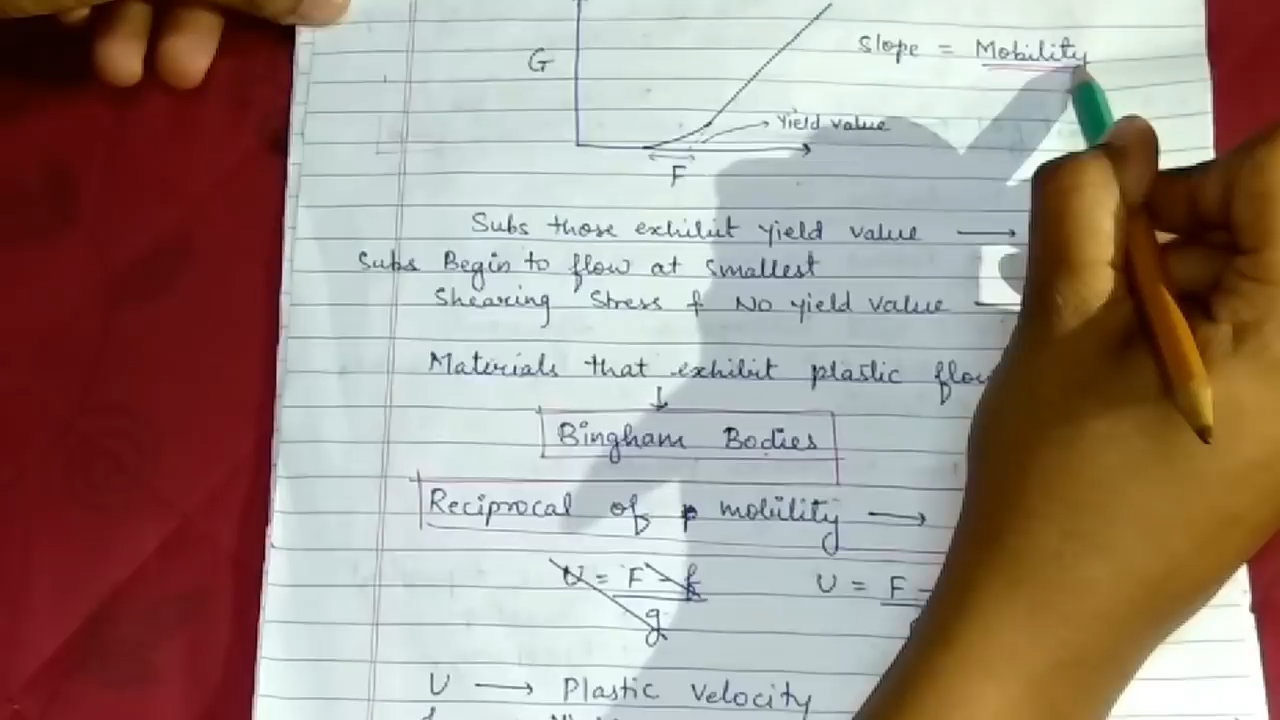 Slope = Mobility
G
Yield value
F
Subs those exhibit yield value →
Subs Begin to flow at smallest
Shearing Stress & No yield value
Materials that exhibit plastic flow
↓
Bingham Bodies
Reciprocal of mobility →
U = F - f / g U = F -
U → Plastic Velocity